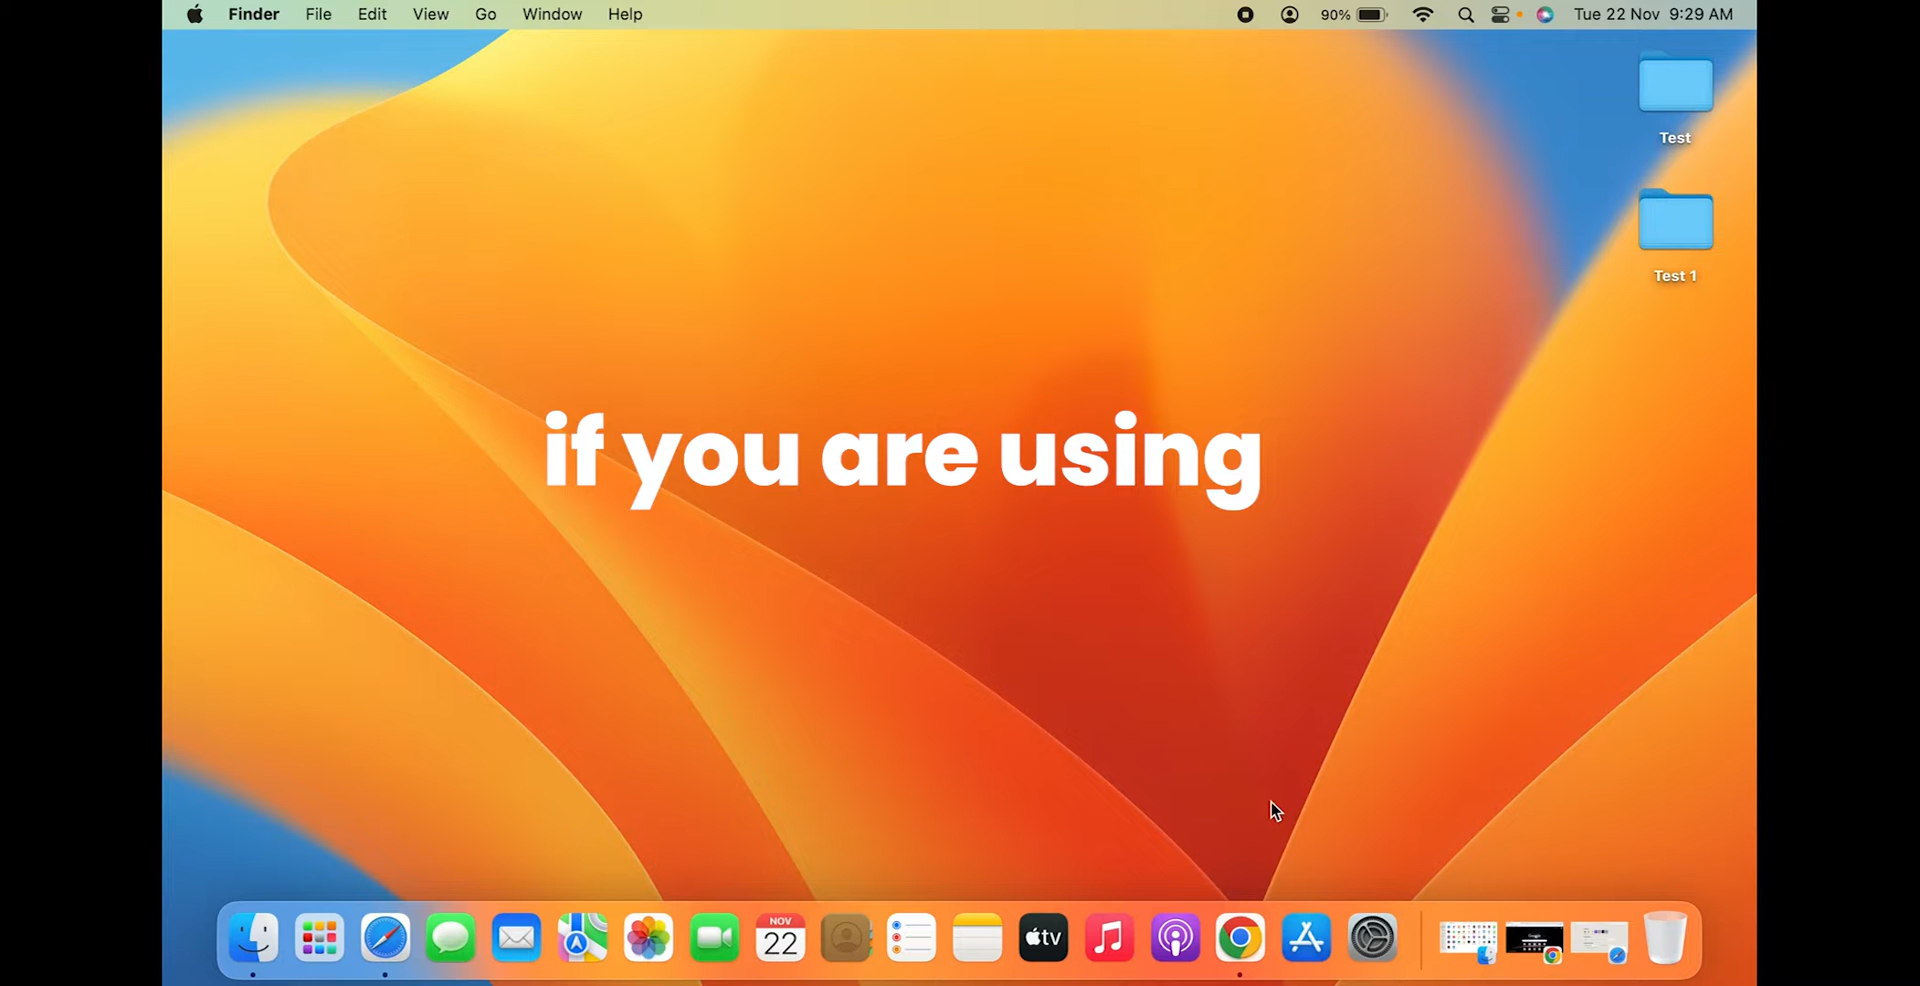 Finder File Edit View Go Window Help 90% Tue 22 Nov 9:29 AM
Test
Test 1
if you are using
NOV
22
tv